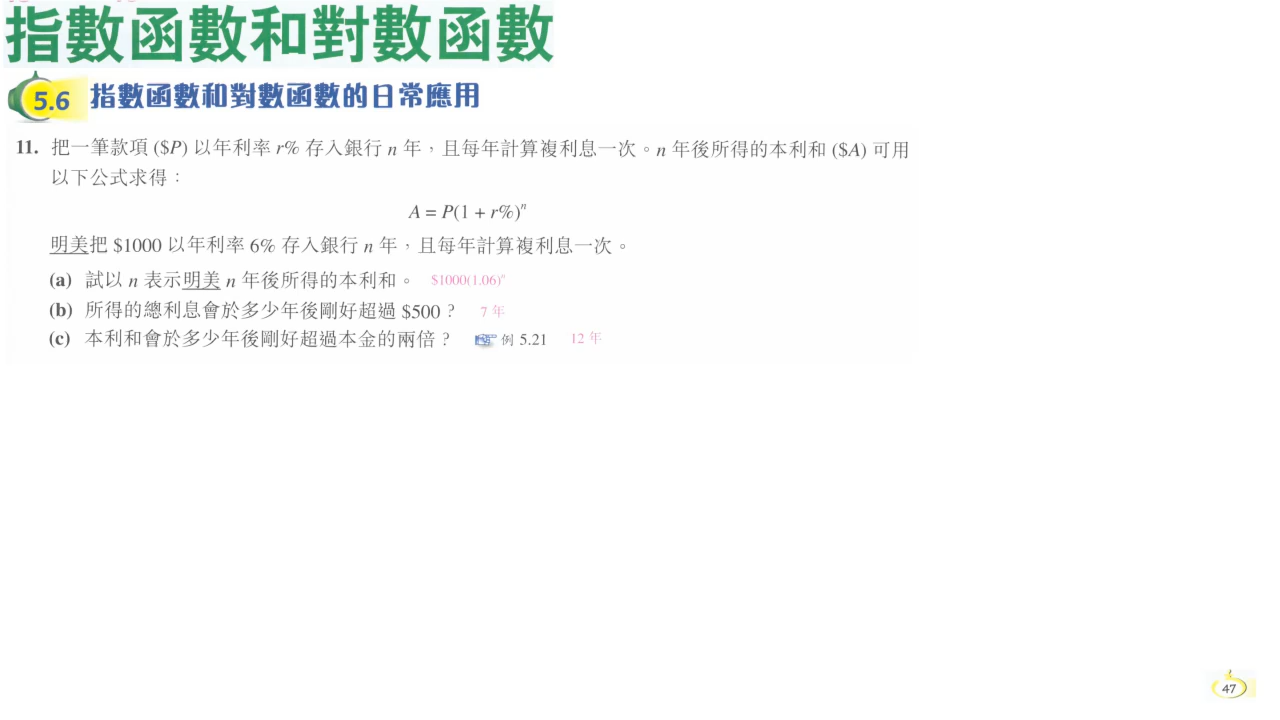 指數函數和對數函數
5.6 指數函數和對數函數的日常應用
11. 把一筆款項 ($P) 以年利率 r% 存入銀行 n 年，且每年計算複利息一次。n 年後所得的本利和 ($A) 可用
以下公式求得：
A = P(1 + r%)ⁿ
明美把 $1000 以年利率 6% 存入銀行 n 年，且每年計算複利息一次。
(a) 試以 n 表示明美 n 年後所得的本利和。 $1000(1.06)ⁿ
(b) 所得的總利息會於多少年後剛好超過 $500？ 7 年
(c) 本利和會於多少年後剛好超過本金的兩倍？ 例 5.21 12 年
47